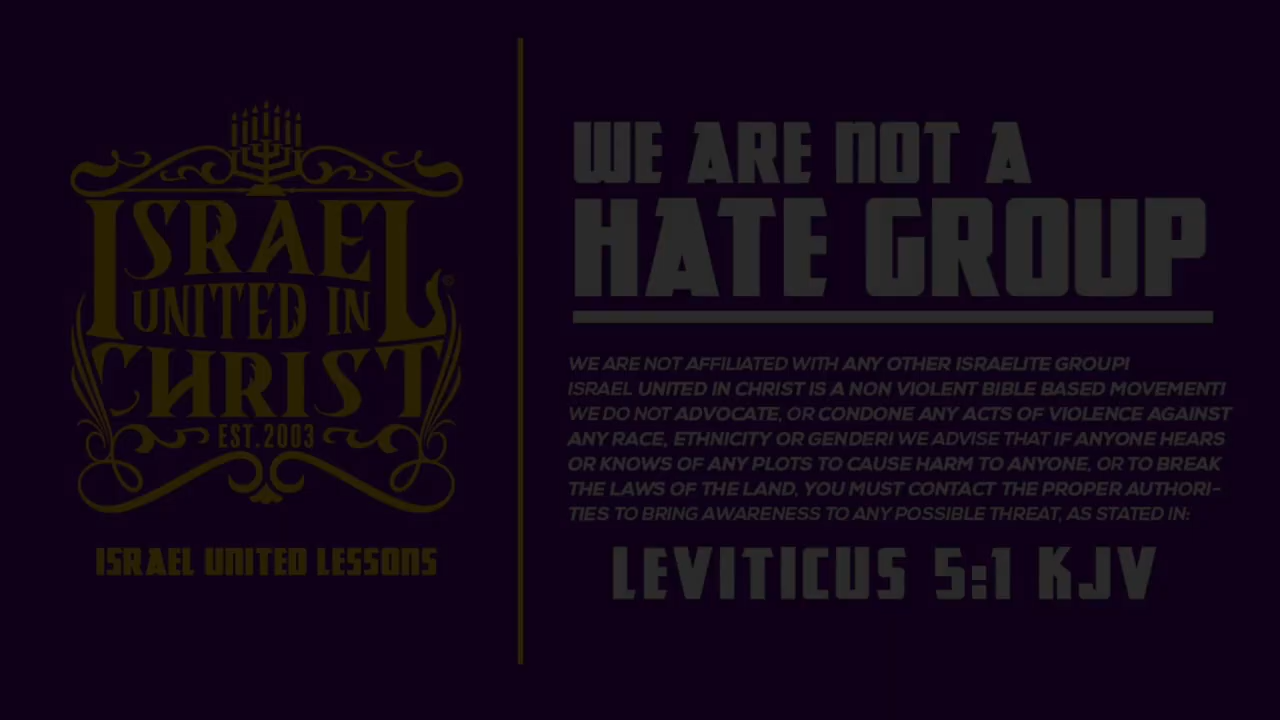 ISRAEL
UNITED IN
CHRIST
EST. 2003
ISRAEL UNITED LESSONS
WE ARE NOT A
HATE GROUP
WE ARE NOT AFFILIATED WITH ANY OTHER ISRAELITE GROUP!
ISRAEL UNITED IN CHRIST IS A NON VIOLENT BIBLE BASED MOVEMENT!
WE DO NOT ADVOCATE, OR CONDONE ANY ACTS OF VIOLENCE AGAINST
ANY RACE, ETHNICITY OR GENDER! WE ADVISE THAT IF ANYONE HEARS
OR KNOWS OF ANY PLOTS TO CAUSE HARM TO ANYONE, OR TO BREAK
THE LAWS OF THE LAND, YOU MUST CONTACT THE PROPER AUTHORI-
TIES TO BRING AWARENESS TO ANY POSSIBLE THREAT, AS STATED IN:
LEVITICUS 5:1 KJV